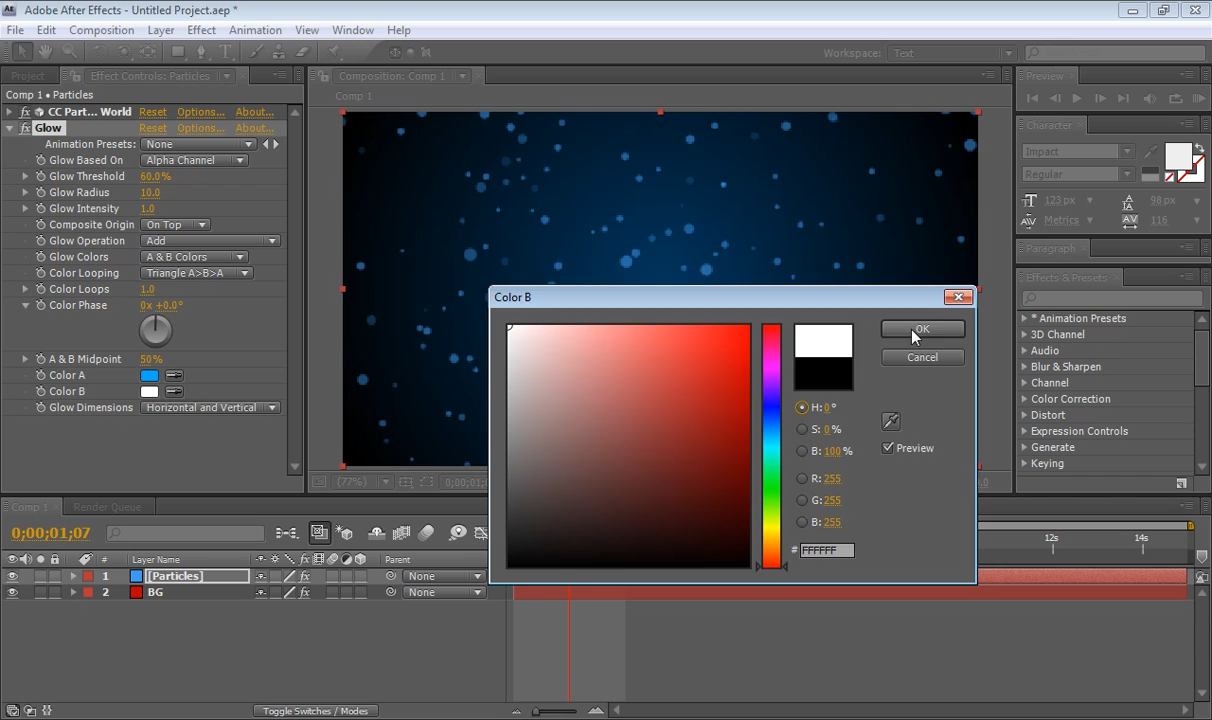 Adobe After Effects - Untitled Project.aep *
File Edit Composition Layer Effect Animation View Window Help
Workspace: Text
Project Effect Controls: Particles
Comp 1 • Particles
CC Part... World Reset Options... About...
Glow Reset Options... About...
Animation Presets: None
Glow Based On Alpha Channel
Glow Threshold 60.0%
Glow Radius 10.0
Glow Intensity 1.0
Composite Origin On Top
Glow Operation Add
Glow Colors A & B Colors
Color Looping Triangle A>B>A
Color Loops 1.0
Color Phase 0x +0.0°
A & B Midpoint 50%
Color A
Color B
Glow Dimensions Horizontal and Vertical
Composition: Comp 1
Comp 1
(77%) 0;00;01;0
Color B
OK
Cancel
H: 0 °
S: 0 %
B: 100 %
Preview
R: 255
G: 255
B: 255
# FFFFFF
Preview
Character
Impact
Regular
123 px 98 px
Metrics 116
Paragraph
Effects & Presets
* Animation Presets
3D Channel
Audio
Blur & Sharpen
Channel
Color Correction
Distort
Expression Controls
Generate
Keying
Comp 1 Render Queue
0;00;01;07
12s 14s
# Layer Name Parent
1 [Particles] None
2 BG None
Toggle Switches / Modes